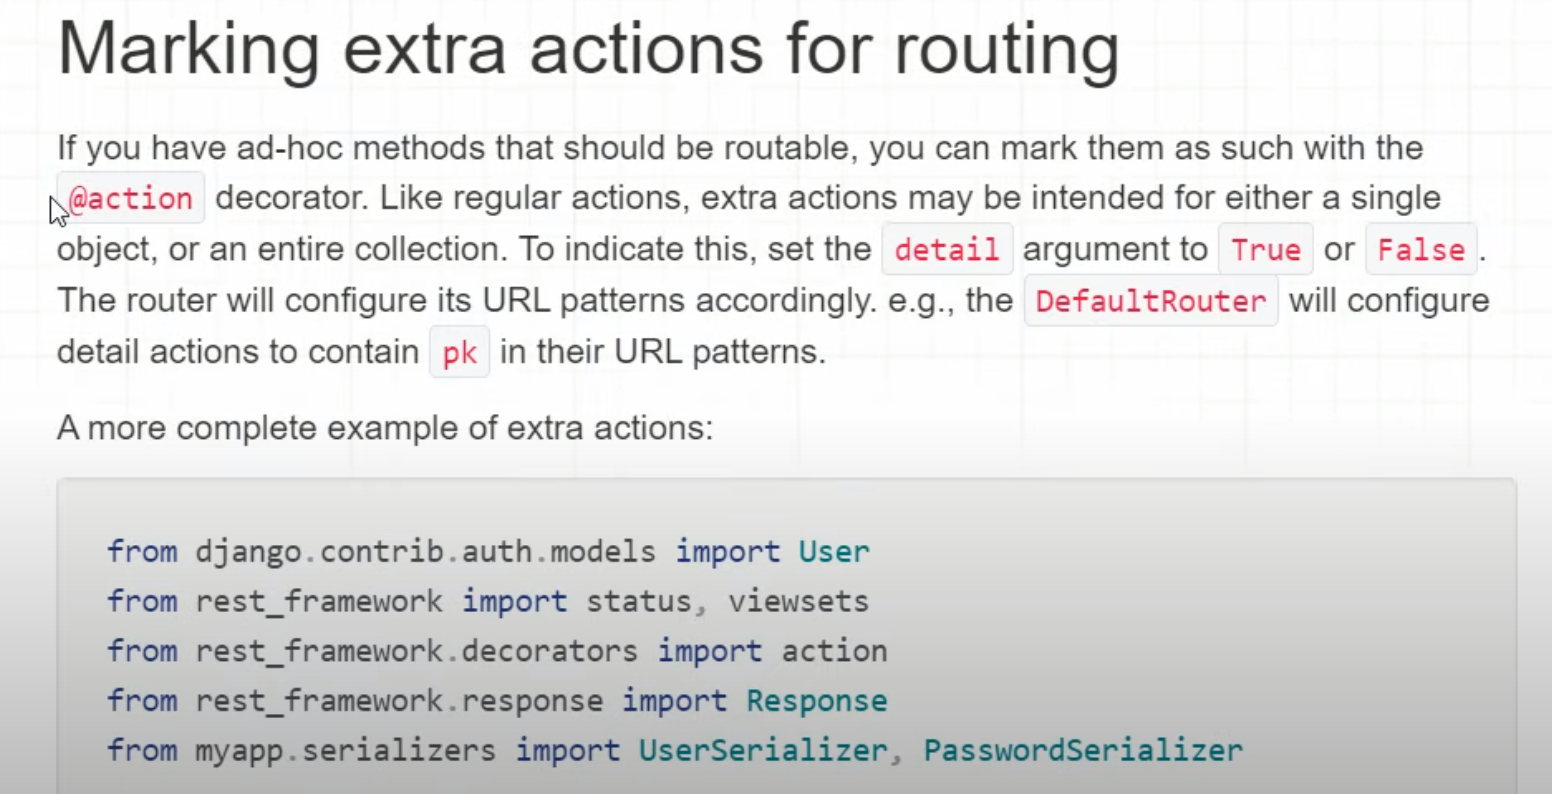 Marking extra actions for routing
If you have ad-hoc methods that should be routable, you can mark them as such with the
@action decorator. Like regular actions, extra actions may be intended for either a single
object, or an entire collection. To indicate this, set the detail argument to True or False.
The router will configure its URL patterns accordingly. e.g., the DefaultRouter will configure
detail actions to contain pk in their URL patterns.
A more complete example of extra actions:
from django.contrib.auth.models import User
from rest_framework import status, viewsets
from rest_framework.decorators import action
from rest_framework.response import Response
from myapp.serializers import UserSerializer, PasswordSerializer